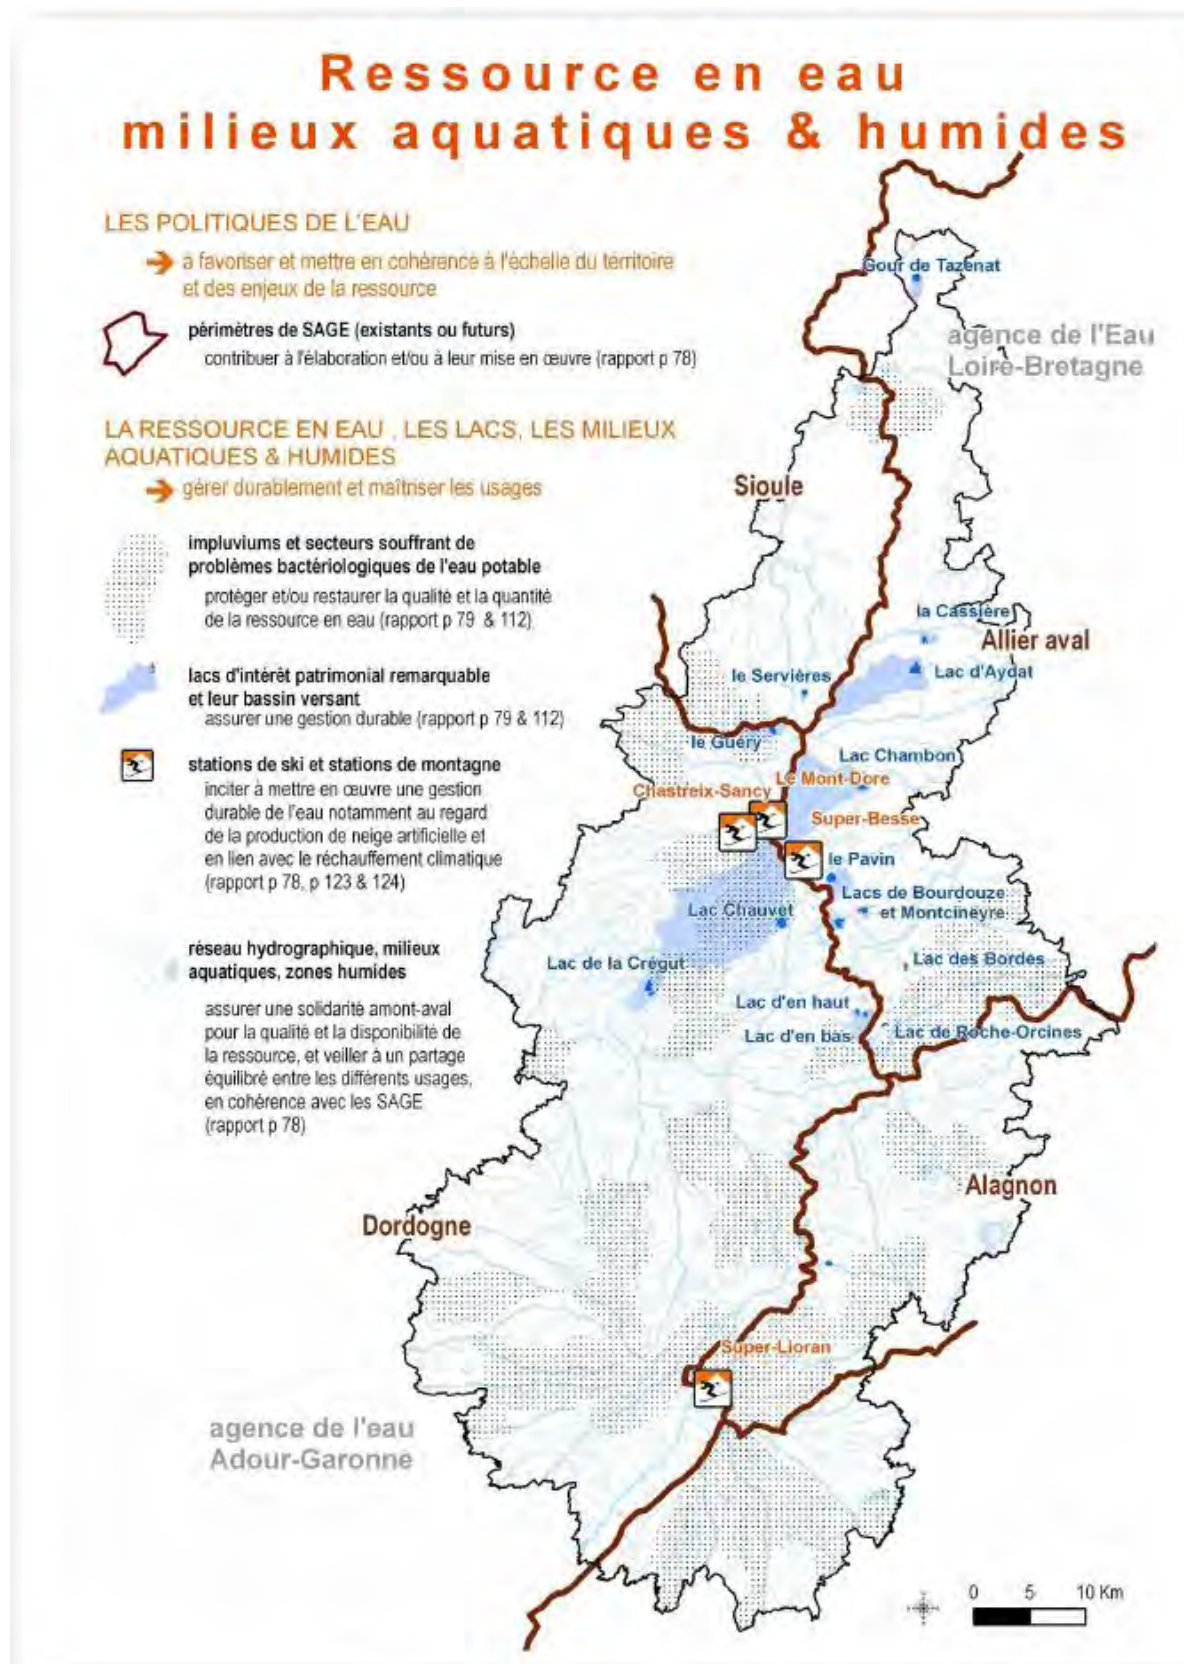 Ressource en eau
milieux aquatiques & humides
LES POLITIQUES DE L'EAU
à favoriser et mettre en cohérence à l'échelle du territoire
et des enjeux de la ressource
périmètres de SAGE (existants ou futurs)
contribuer à l'élaboration et/ou à leur mise en œuvre (rapport p 78)
LA RESSOURCE EN EAU , LES LACS, LES MILIEUX
AQUATIQUES & HUMIDES
gérer durablement et maîtriser les usages
impluviums et secteurs souffrant de
problèmes bactériologiques de l'eau potable
protéger et/ou restaurer la qualité et la quantité
de la ressource en eau (rapport p 79 & 112)
lacs d'intérêt patrimonial remarquable
et leur bassin versant
assurer une gestion durable (rapport p 79 & 112)
stations de ski et stations de montagne
inciter à mettre en œuvre une gestion
durable de l'eau notamment au regard
de la production de neige artificielle et
en lien avec le réchauffement climatique
(rapport p 78, p 123 & 124)
réseau hydrographique, milieux
aquatiques, zones humides
assurer une solidarité amont-aval
pour la qualité et la disponibilité de
la ressource, et veiller à un partage
équilibré entre les différents usages,
en cohérence avec les SAGE
(rapport p 78)
Gour de Tazenat
agence de l'Eau
Loire-Bretagne
Sioule
la Cassière
Allier aval
le Servières
Lac d'Aydat
le Guéry
Lac Chambon
Le Mont-Dore
Chastreix-Sancy
Super-Besse
le Pavin
Lacs de Bourdouze
et Montcineyre
Lac Chauvet
Lac des Bordes
Lac de la Crégut
Lac d'en haut
Lac d'en bas
Lac de Roche-Orcines
Alagnon
Dordogne
Super-Lioran
agence de l'eau
Adour-Garonne
0 5 10 Km